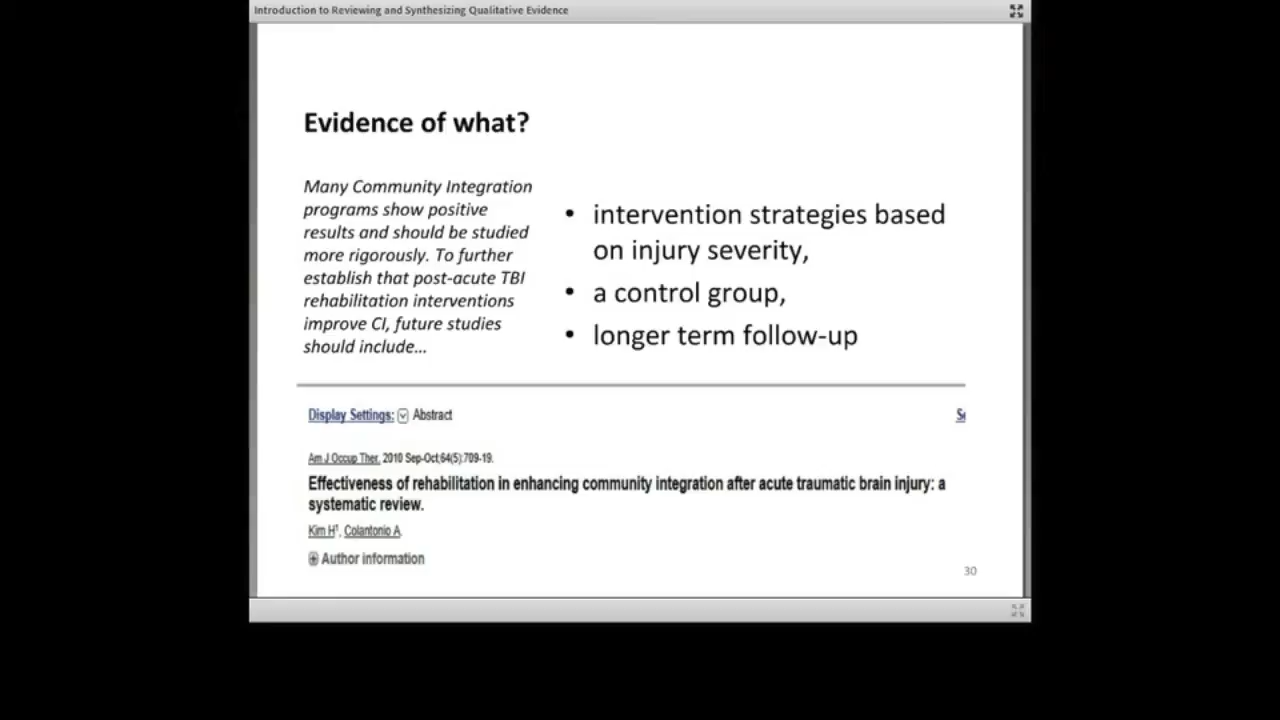 Introduction to Reviewing and Synthesizing Qualitative Evidence
Evidence of what?
Many Community Integration
programs show positive
results and should be studied
more rigorously. To further
establish that post-acute TBI
rehabilitation interventions
improve CI, future studies
should include...
• intervention strategies based
on injury severity,
• a control group,
• longer term follow-up
Display Settings: Abstract
Am J Occup Ther. 2010 Sep-Oct;64(5):709-19.
Effectiveness of rehabilitation in enhancing community integration after acute traumatic brain injury: a
systematic review.
Kim H1, Colantonio A.
Author information
30